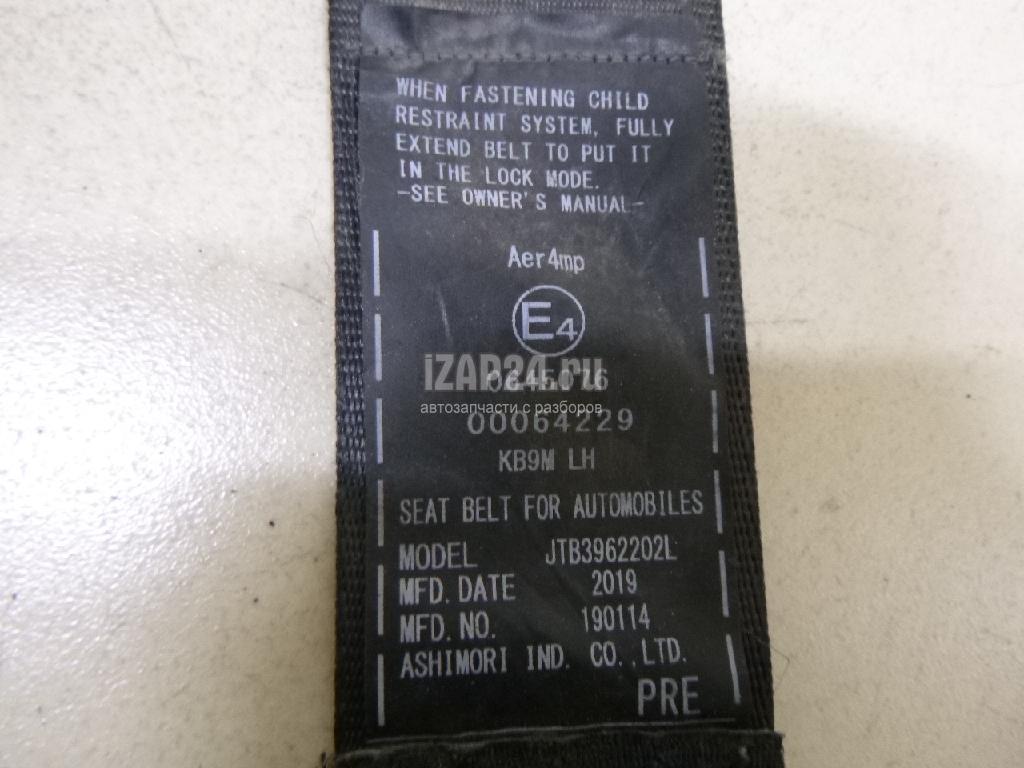 WHEN FASTENING CHILD
RESTRAINT SYSTEM, FULLY
EXTEND BELT TO PUT IT
IN THE LOCK MODE.
-SEE OWNER'S MANUAL-
Aer4mp
E4
iZAP24.ru
автозапчасти с разборов
00064229
KB9M LH
SEAT BELT FOR AUTOMOBILES
MODEL JTB3962202L
MFD. DATE 2019
MFD. NO. 190114
ASHIMORI IND. CO., LTD.
PRE